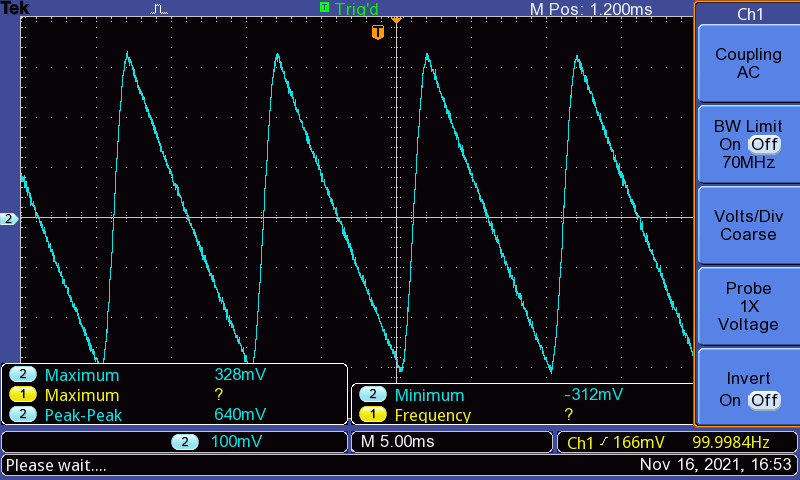 Tek
T Trig'd
M Pos: 1.200ms
Ch1
T
Coupling
AC
BW Limit
On Off
70MHz
2
Volts/Div
Coarse
Probe
1X
Voltage
Invert
On Off
2 Maximum 328mV
1 Maximum ?
2 Peak-Peak 640mV
2 Minimum -312mV
1 Frequency ?
2 100mV
M 5.00ms
Ch1 166mV 99.9984Hz
Please wait....
Nov 16, 2021, 16:53